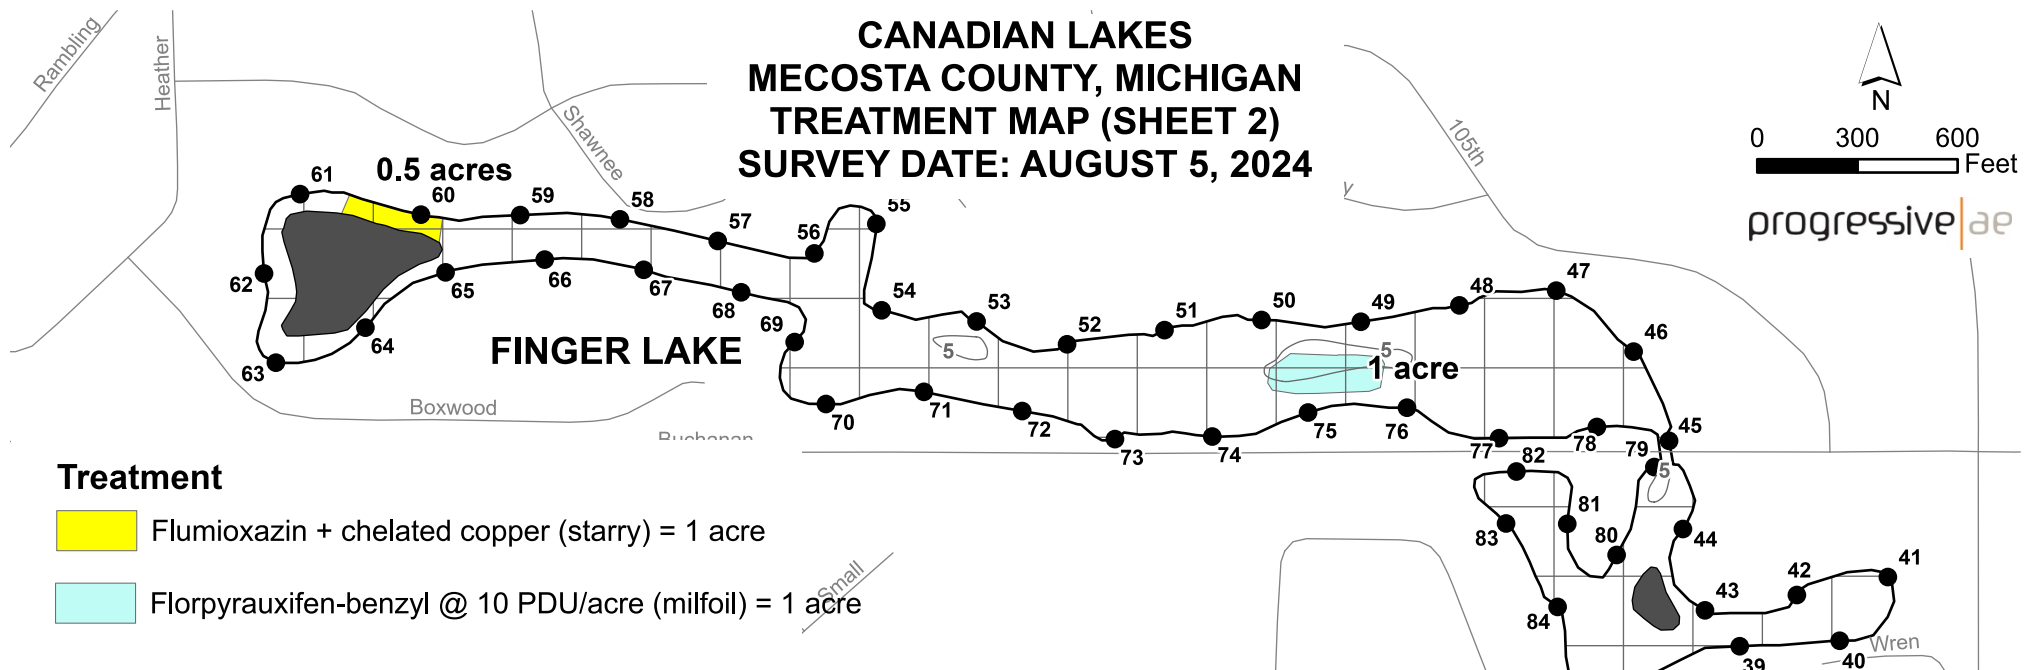 CANADIAN LAKES
MECOSTA COUNTY, MICHIGAN
TREATMENT MAP (SHEET 2)
SURVEY DATE: AUGUST 5, 2024
N
0 300 600
Feet
progressive ae
Rambling
Heather
Shawnee
105th
y
0.5 acres
61
60
59
58
57
56
55
62
65
66
67
68
69
54
53
52
51
50
49
48
47
46
64
63
FINGER LAKE
5
5
1 acre
Boxwood
Buchanan
70
71
72
73
74
75
76
77
78
79
45
5
82
81
80
83
44
84
43
42
41
39
40
Wren
Small
Treatment
Flumioxazin + chelated copper (starry) = 1 acre
Florpyrauxifen-benzyl @ 10 PDU/acre (milfoil) = 1 acre